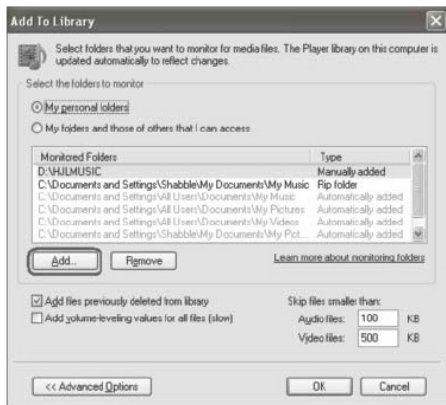 Add To Library
Select folders that you want to monitor for media files. The Player library on this computer is
updated automatically to reflect changes.
Select the folders to monitor
My personal folders
My folders and those of others that I can access
Monitored Folders Type
D:\HJLMUSIC Manually added
C:\Documents and Settings\Shabble\My Documents\My Music Rip folder
C:\Documents and Settings\All Users\Documents\My Music Automatically added
C:\Documents and Settings\All Users\Documents\My Pictures Automatically added
C:\Documents and Settings\All Users\Documents\My Videos Automatically added
C:\Documents and Settings\Shabble\My Documents\My Pict... Automatically added
Add... Remove Learn more about monitoring folders
Add files previously deleted from library Skip files smaller than:
Add volume-leveling values for all files (slow) Audio files: 100 KB
Video files: 500 KB
<< Advanced Options OK Cancel